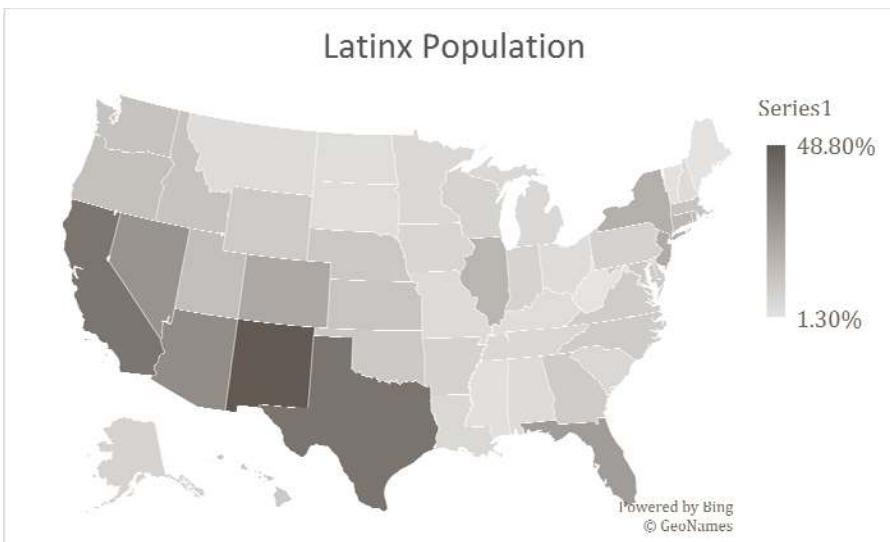 Latinx Population
Series1
48.80%
1.30%
Powered by Bing
© GeoNames